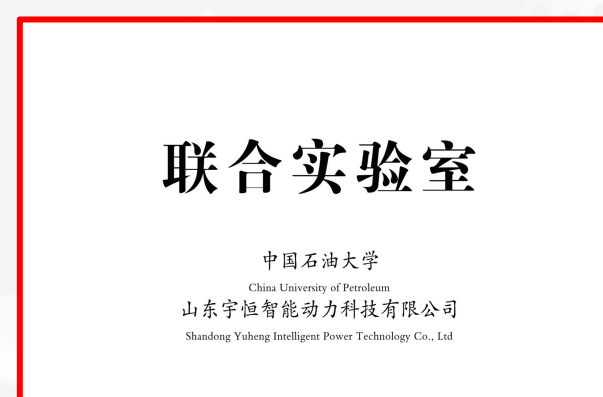 联合实验室
中国石油大学
China University of Petroleum
山东宇恒智能动力科技有限公司
Shandong Yuheng Intelligent Power Technology Co., Ltd